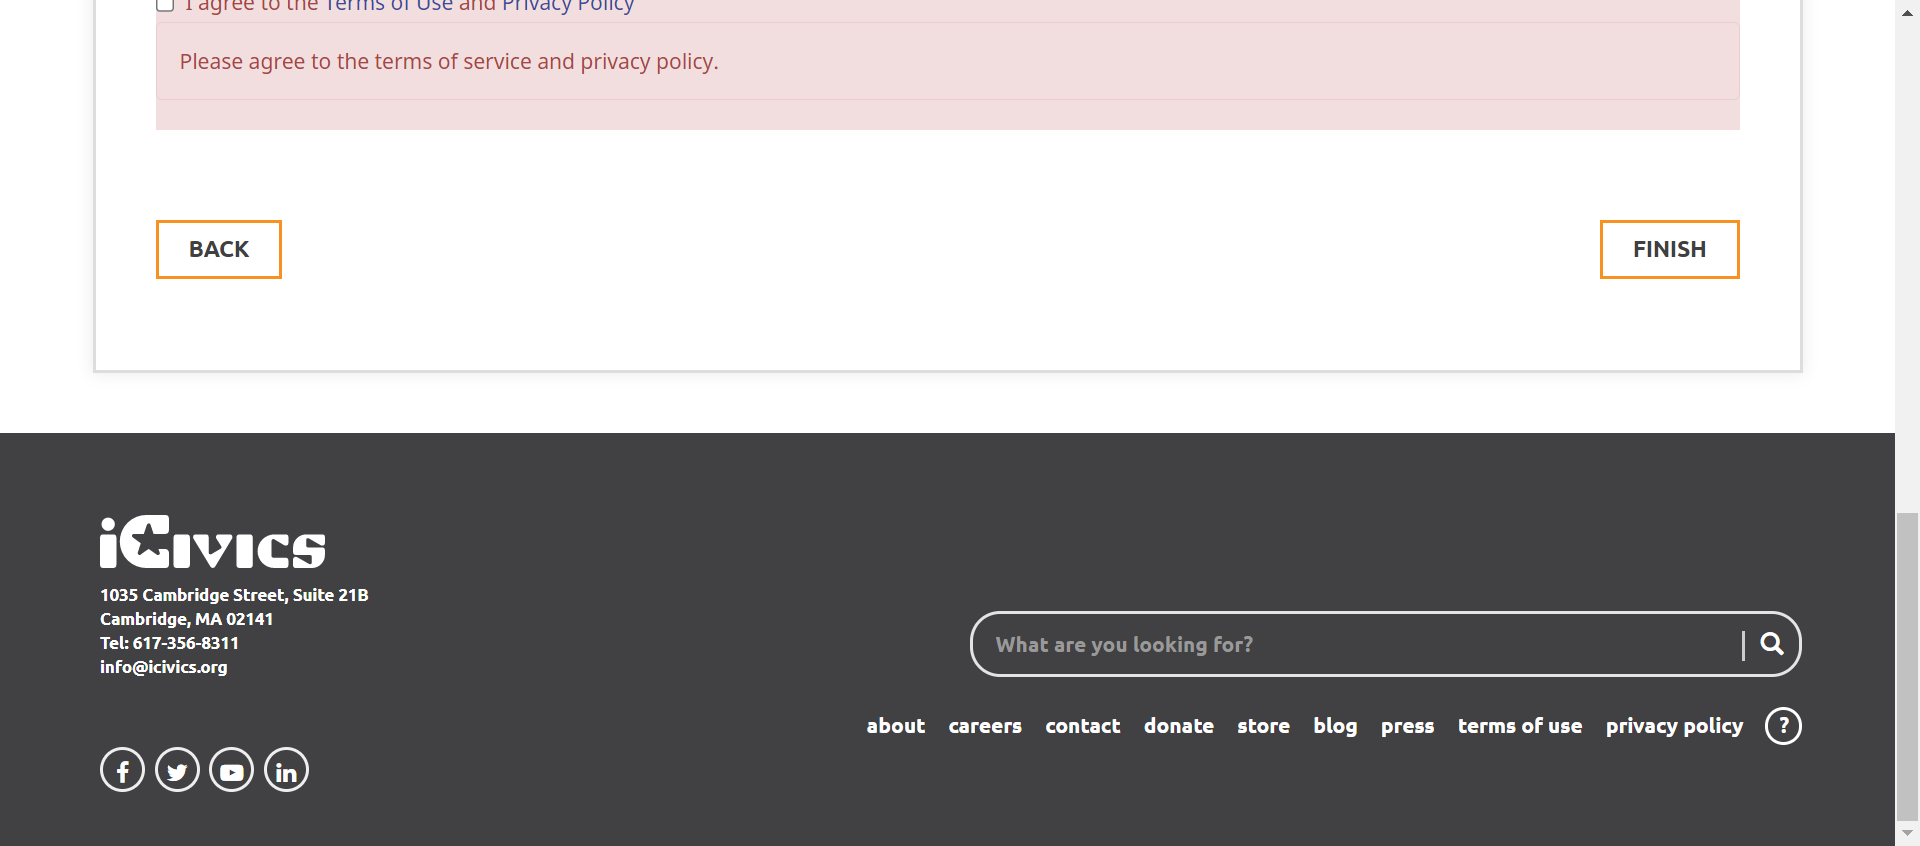 I agree to the Terms of Use and Privacy Policy
Please agree to the terms of service and privacy policy.
BACK
FINISH
iCivics
1035 Cambridge Street, Suite 21B
Cambridge, MA 02141
Tel: 617-356-8311
info@icivics.org
What are you looking for?
about careers contact donate store blog press terms of use privacy policy ?